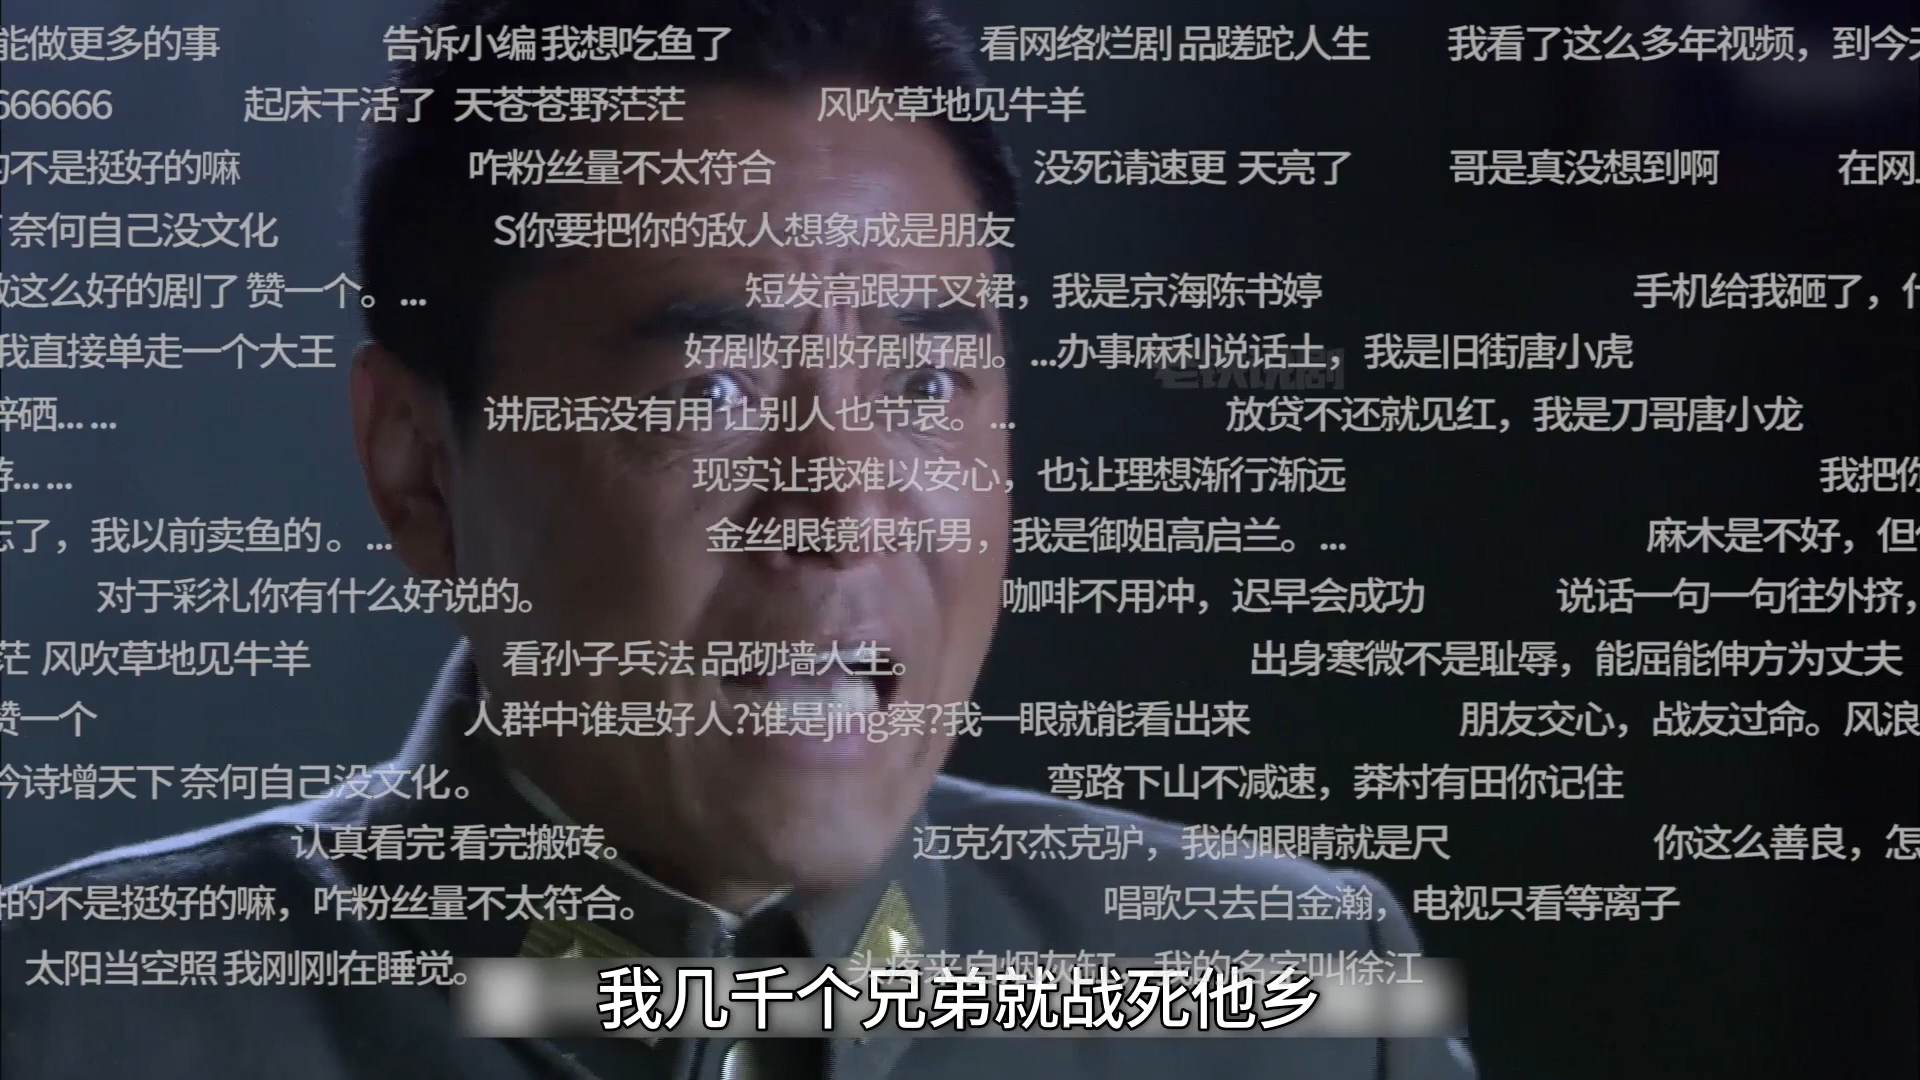 能做更多的事 告诉小编 我想吃鱼了 看网络烂剧 品蹉跎人生 我看了这么多年视频，到今天
666666 起床干活了 天苍苍野茫茫 风吹草地见牛羊
的不是挺好的嘛 咋粉丝量不太符合 没死请速更 天亮了 哥是真没想到啊 在网
奈何自己没文化 S你要把你的敌人想象成是朋友
这么好的剧了 赞一个。... 短发高跟开叉裙，我是京海陈书婷 手机给我砸了，什
我直接单走一个大王 好剧好剧好剧好剧。...办事麻利说话土，我是旧街唐小虎
硒... ... 讲屁话没有用 让别人也节哀。... 放贷不还就见红，我是刀哥唐小龙
... ... 现实让我难以安心，也让理想渐行渐远 我把你
忘了，我以前卖鱼的 。... 金丝眼镜很斩男，我是御姐高启兰。... 麻木是不好，但
对于彩礼你有什么好说的。 咖啡不用冲，迟早会成功 说话一句一句往外挤，
茫 风吹草地见牛羊 看孙子兵法 品砌墙人生。 出身寒微不是耻辱，能屈能伸方为丈夫
赞一个 人群中谁是好人?谁是jing察?我一眼就能看出来 朋友交心，战友过命。风浪
今诗增天下 奈何自己没文化 。 弯路下山不减速，莽村有田你记住
认真看完 看完搬砖。 迈克尔杰克驴，我的眼睛就是尺 你这么善良，怎
的不是挺好的嘛，咋粉丝量不太符合。 唱歌只去白金瀚，电视只看等离子
太阳当空照 我刚刚在睡觉。 头疼来自烟灰缸，我的名字叫徐江
我几千个兄弟就战死他乡